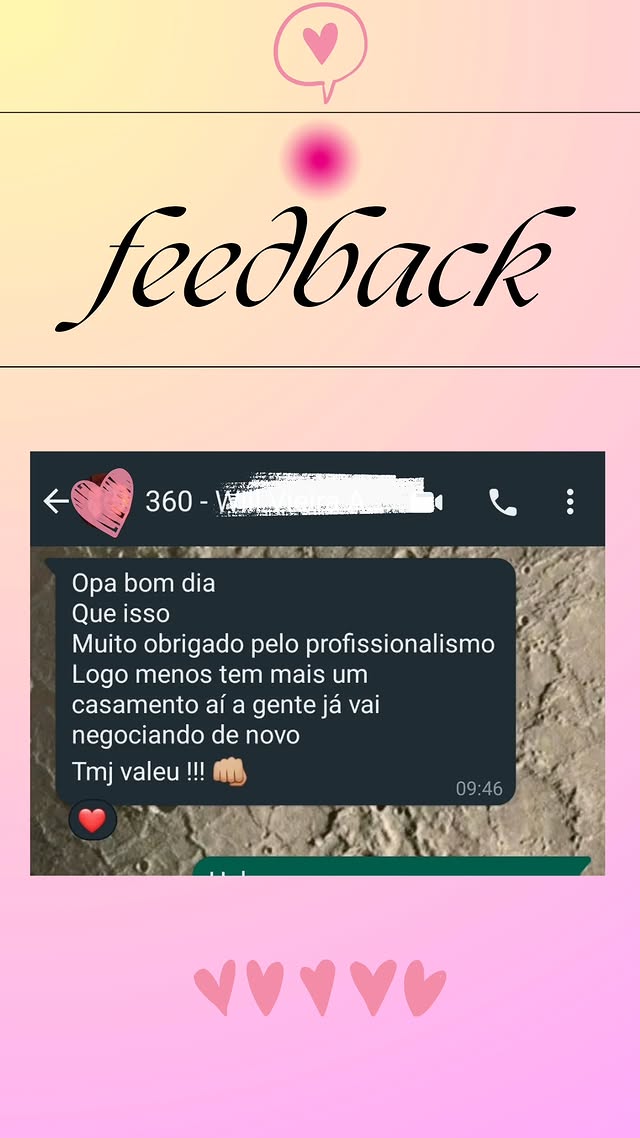 feedback
360 -
Opa bom dia
Que isso
Muito obrigado pelo profissionalismo
Logo menos tem mais um
casamento aí a gente já vai
negociando de novo
Tmj valeu !!! 👊🏼
09:46